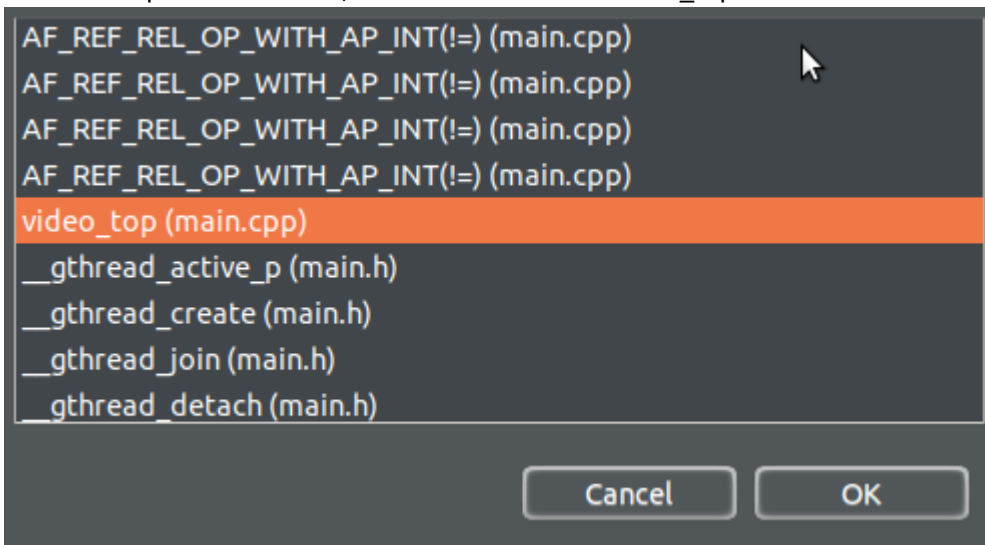 AF_REF_REL_OP_WITH_AP_INT(!=) (main.cpp)
AF_REF_REL_OP_WITH_AP_INT(!=) (main.cpp)
AF_REF_REL_OP_WITH_AP_INT(!=) (main.cpp)
AF_REF_REL_OP_WITH_AP_INT(!=) (main.cpp)
video_top (main.cpp)
__gthread_active_p (main.h)
__gthread_create (main.h)
__gthread_join (main.h)
__gthread_detach (main.h)
Cancel OK